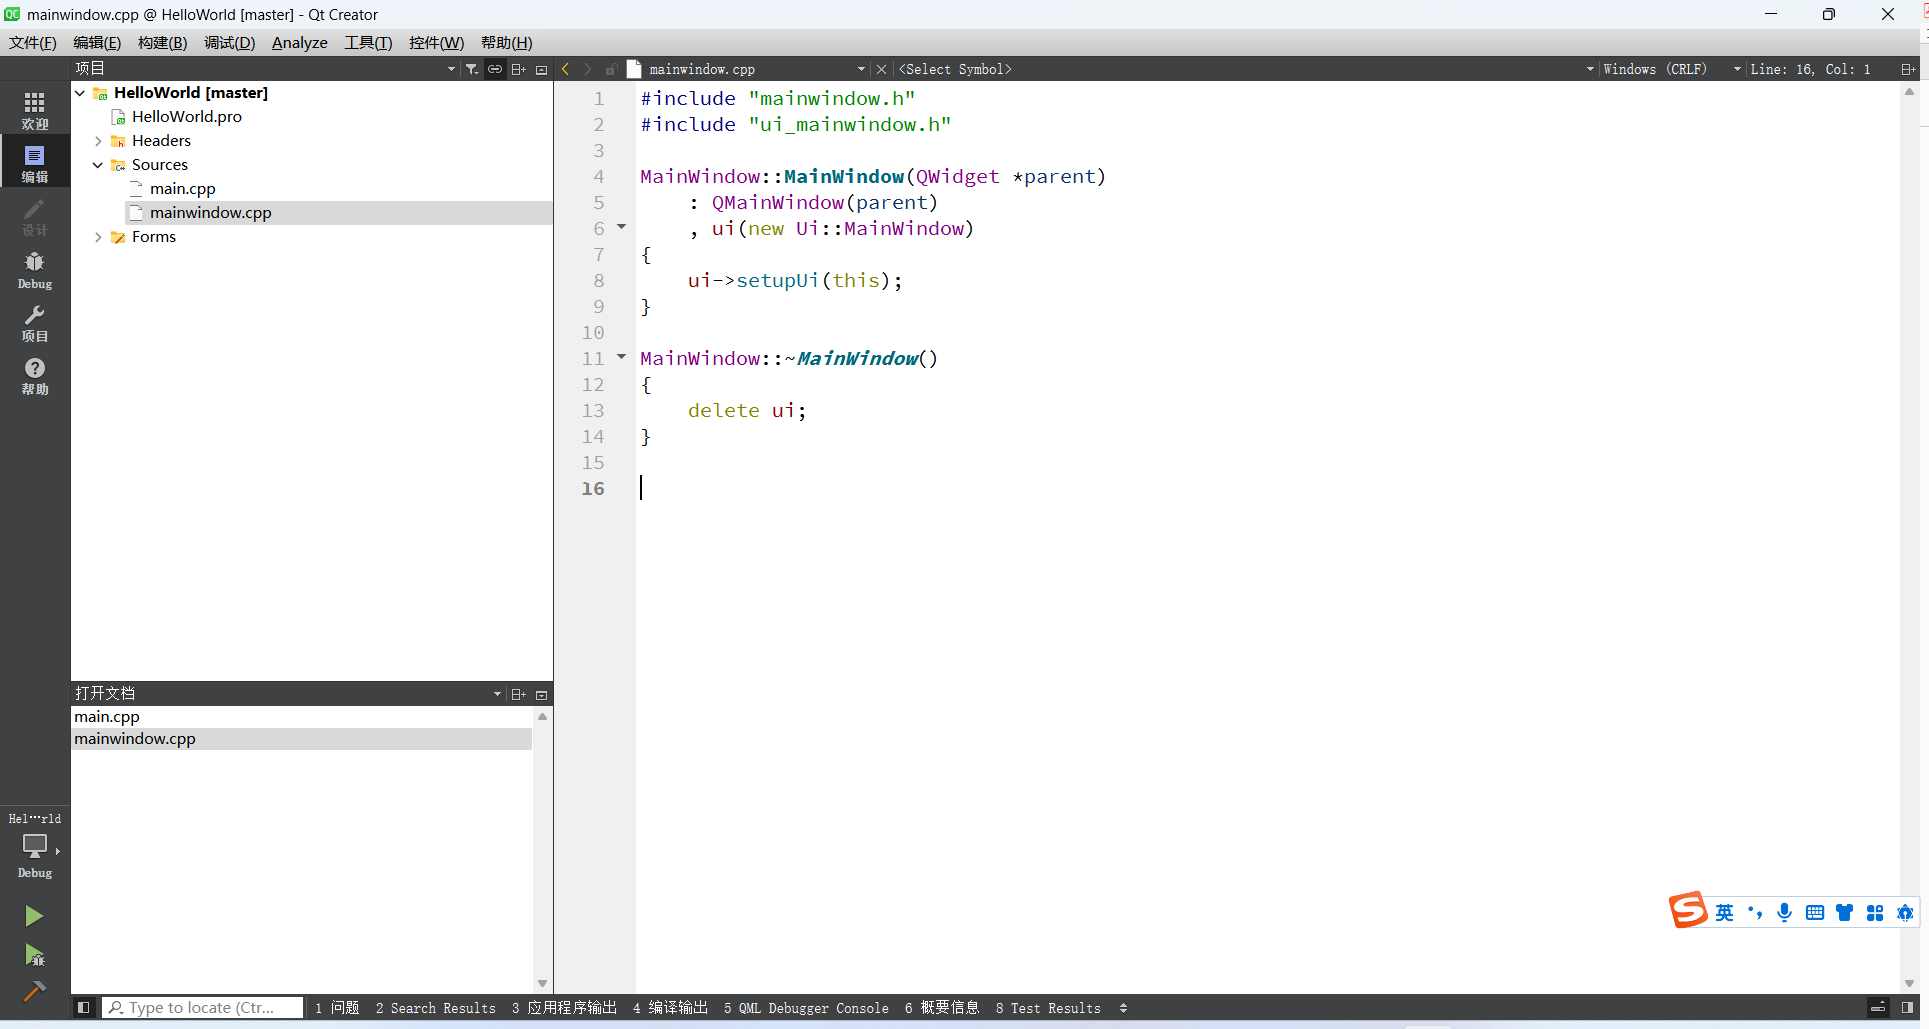 mainwindow.cpp @ HelloWorld [master] - Qt Creator
文件(F) 编辑(E) 构建(B) 调试(D) Analyze 工具(T) 控件(W) 帮助(H)
项目
mainwindow.cpp
<Select Symbol>
Windows (CRLF)
Line: 16, Col: 1
欢迎
编辑
设计
Debug
项目
帮助
HelloWorld [master]
HelloWorld.pro
Headers
Sources
main.cpp
mainwindow.cpp
Forms
1 #include "mainwindow.h"
2 #include "ui_mainwindow.h"
3
4 MainWindow::MainWindow(QWidget *parent)
5     : QMainWindow(parent)
6     , ui(new Ui::MainWindow)
7 {
8     ui->setupUi(this);
9 }
10
11 MainWindow::~MainWindow()
12 {
13     delete ui;
14 }
15
16
打开文档
main.cpp
mainwindow.cpp
Hel···rld
Debug
英
Type to locate (Ctr...
1 问题 2 Search Results 3 应用程序输出 4 编译输出 5 QML Debugger Console 6 概要信息 8 Test Results